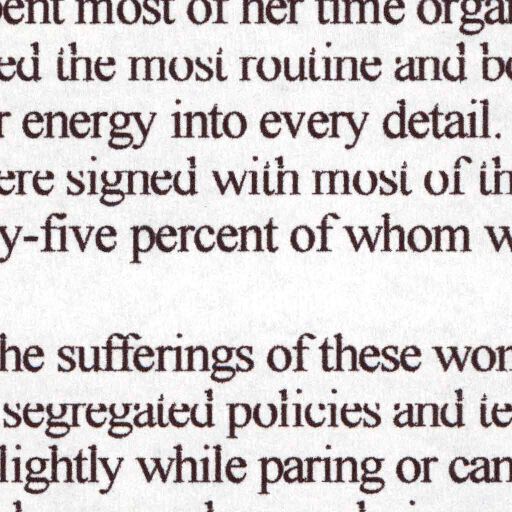 ent most of her time orga
ed the most routine and b
r energy into every detail.
ere signed with most of th
y-five percent of whom w
he sufferings of these wo
segregated policies and te
lightly while paring or can